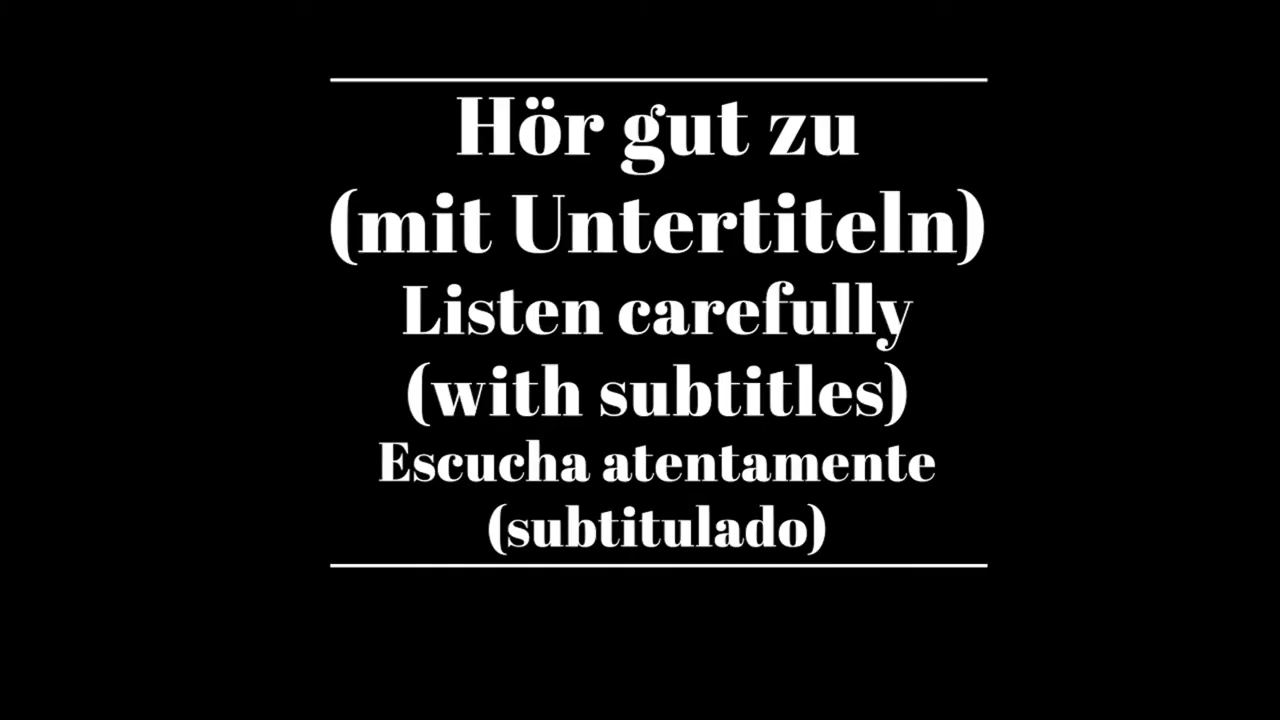 Hör gut zu
(mit Untertiteln)
Listen carefully
(with subtitles)
Escucha atentamente
(subtitulado)